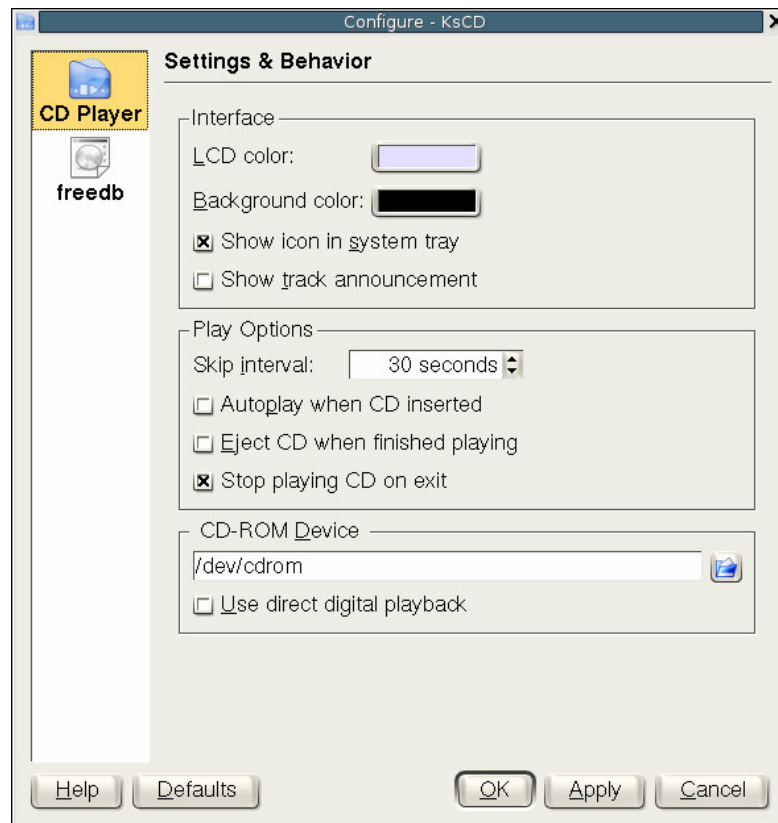 Configure - KsCD
CD Player
freedb
Settings & Behavior
Interface
LCD color:
Background color:
Show icon in system tray
Show track announcement
Play Options
Skip interval: 30 seconds
Autoplay when CD inserted
Eject CD when finished playing
Stop playing CD on exit
CD-ROM Device
/dev/cdrom
Use direct digital playback
Help Defaults OK Apply Cancel